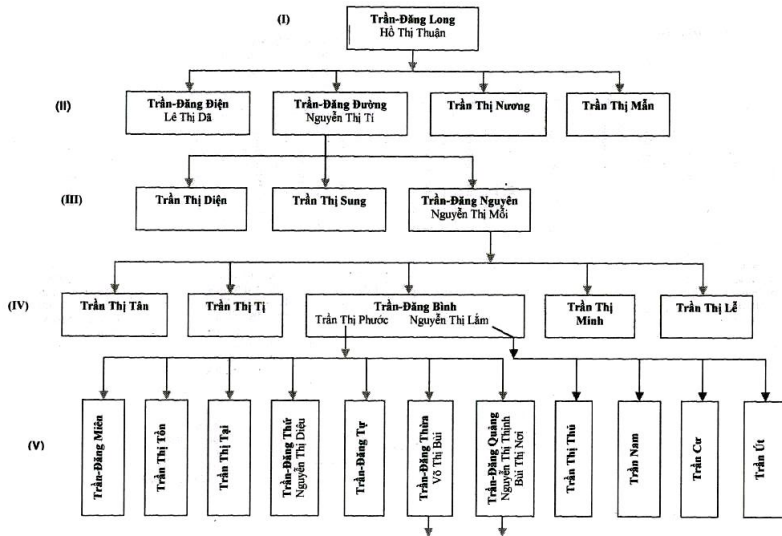 (I)
Trần-Đăng Long
Hồ Thị Thuận
(II)
Trần-Đăng Điện
Lê Thị Dã
Trần-Đăng Đường
Nguyễn Thị Tí
Trần Thị Nương
Trần Thị Mẫn
(III)
Trần Thị Diện
Trần Thị Sung
Trần-Đăng Nguyên
Nguyễn Thị Mỗi
(IV)
Trần Thị Tân
Trần Thị Tị
Trần-Đăng Bình
Trần Thị Phước Nguyễn Thị Lắm
Trần Thị
Minh
Trần Thị Lễ
(V)
Trần-Đăng Miên
Trần Thị Tồn
Trần Thị Tại
Trần-Đăng Thứ
Nguyễn Thị Diệu
Trần-Đăng Tự
Trần-Đăng Thừa
Võ Thị Búi
Trần-Đăng Quảng
Nguyễn Thị Thịnh
Bùi Thị Nơi
Trần Thị Thú
Trần Nam
Trần Cư
Trần Út